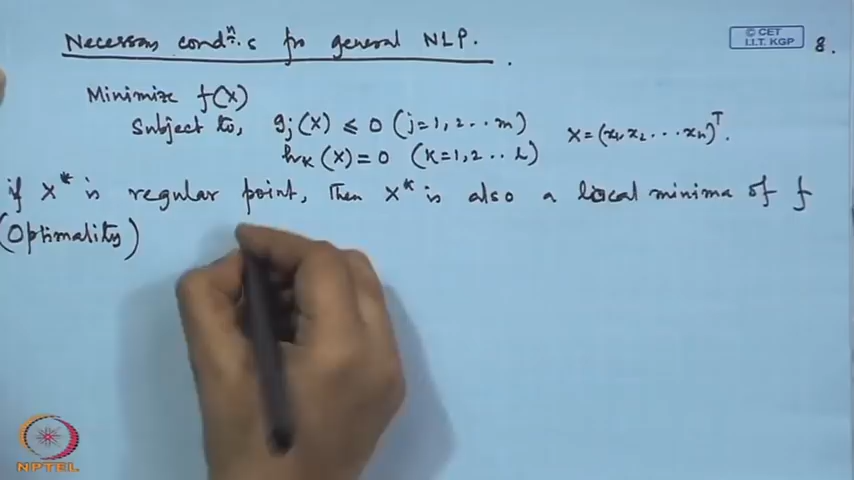 Necessary condn.s for general NLP.
© CET
I.I.T. KGP
8.
Minimize f(X)
Subject to, gj(X) ≤ 0 (j=1,2...m)
hk(X)=0 (k=1,2..l)
X=(x1, x2 ... xn)^T.
if X* is regular point, Then X* is also a local minima of f
(Optimality)
NPTEL